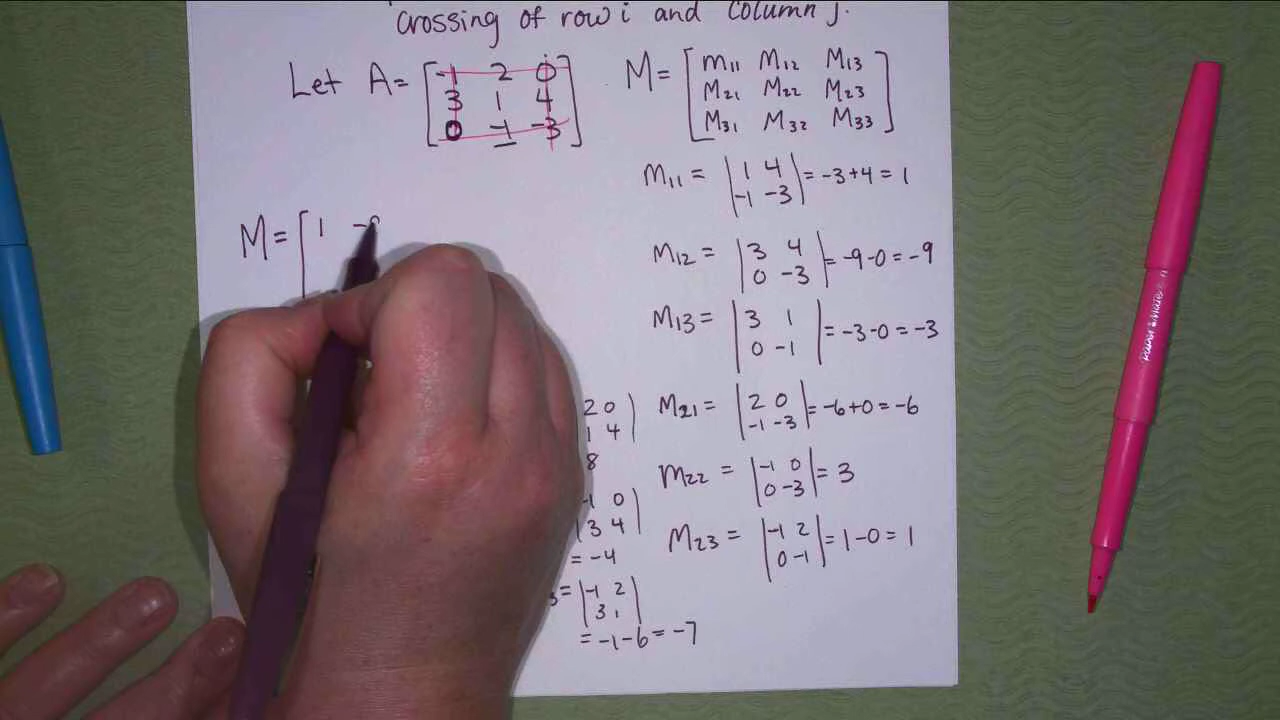 crossing of row i and column j.
Let A = [-1 2 0
3 1 4
0 -1 -3]
M = [m11 M12 M13
M21 M22 M23
M31 M32 M33]
M11 = |1 4
-1 -3| = -3+4 = 1
M = [1 -9
M12 = |3 4
0 -3| = -9-0 = -9
M13 = |3 1
0 -1| = -3-0 = -3
M21 = |2 0
-1 -3| = -6+0 = -6
M22 = |-1 0
0 -3| = 3
M23 = |-1 2
0 -1| = 1-0 = 1
2 0
1 4|
8
-1 0
3 4|
= -4
3 = |-1 2
3 1|
= -1-6 = -7